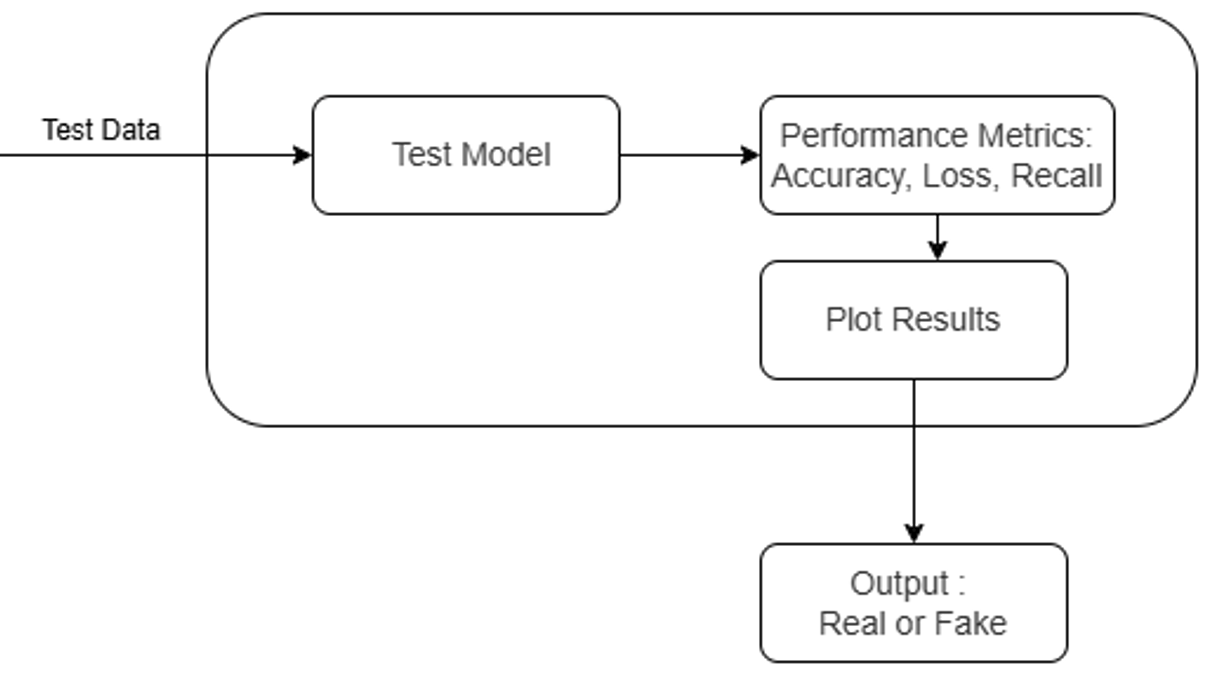 Test Data
Test Model
Performance Metrics:
Accuracy, Loss, Recall
Plot Results
Output :
Real or Fake